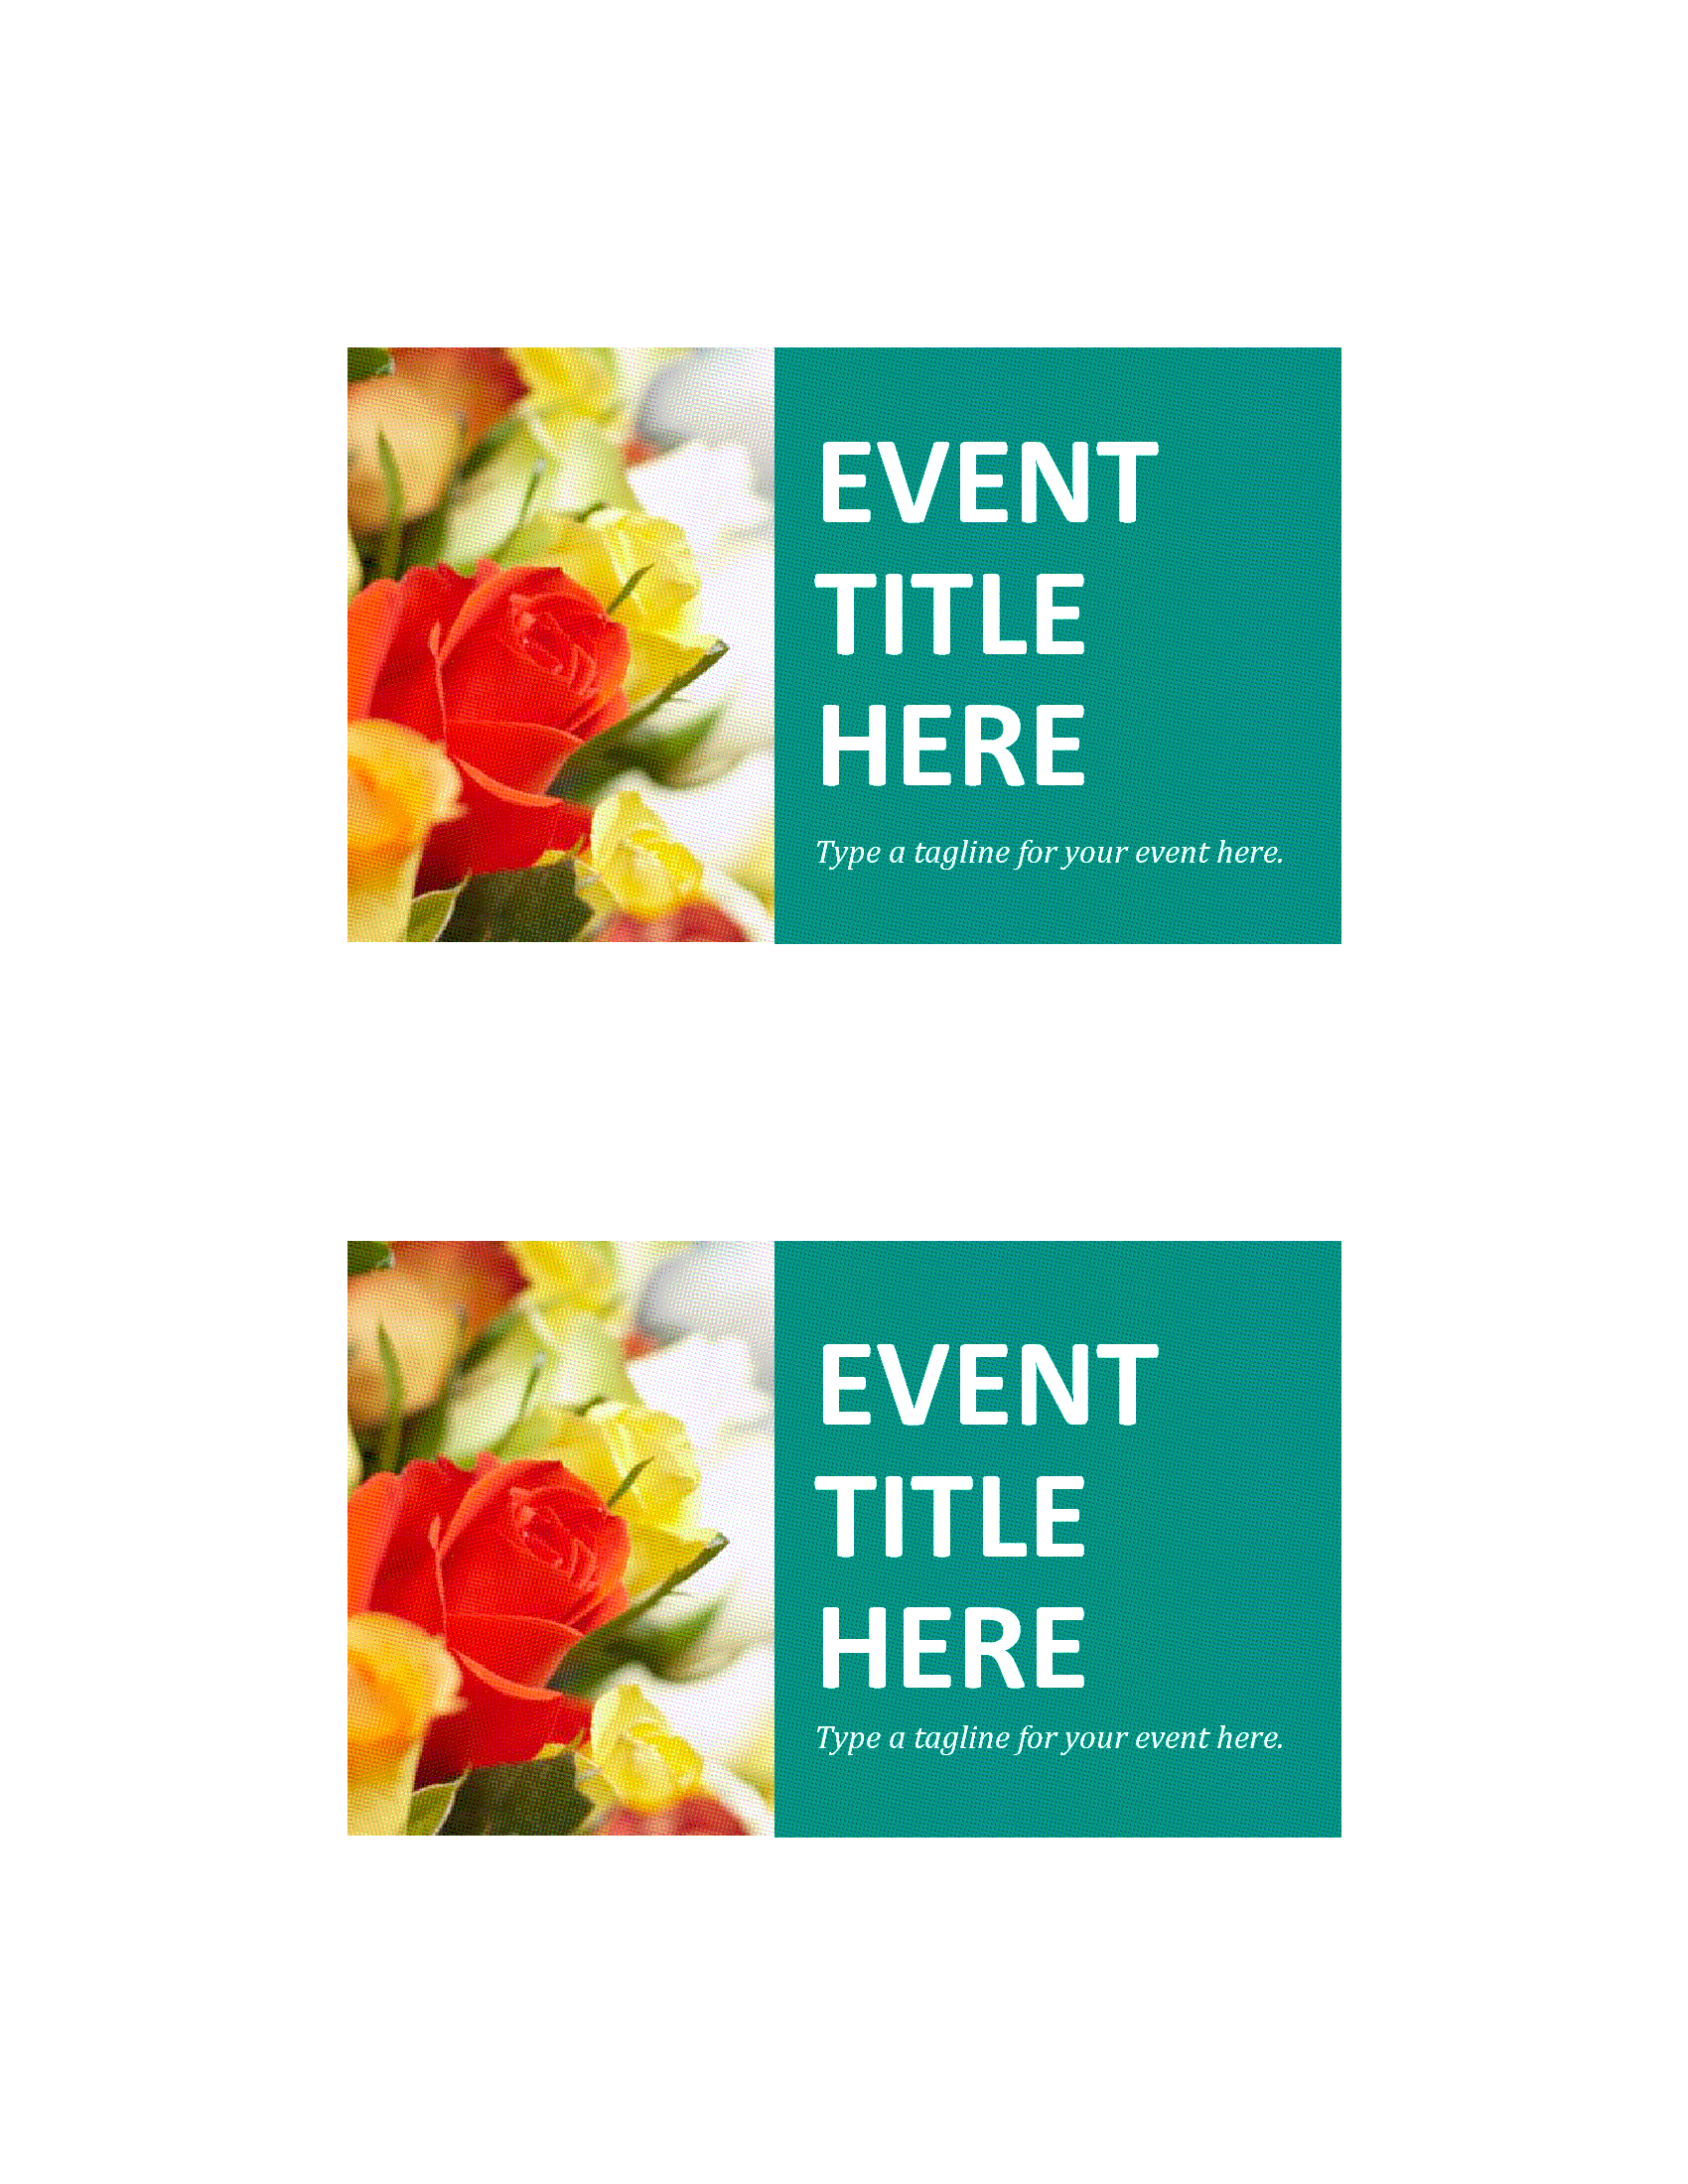 EVENT
TITLE
HERE
Type a tagline for your event here.
EVENT
TITLE
HERE
Type a tagline for your event here.